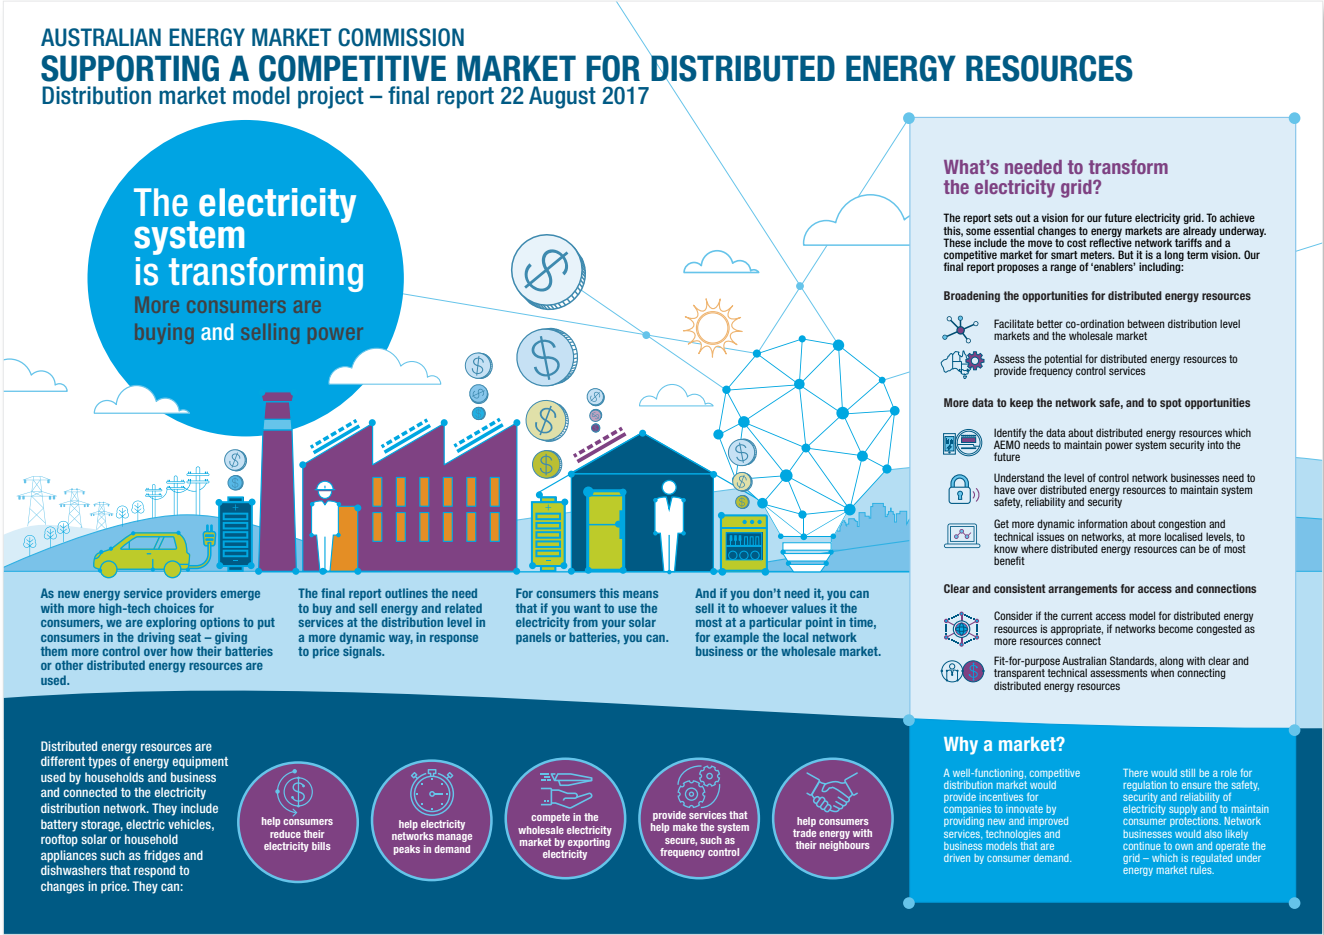 AUSTRALIAN ENERGY MARKET COMMISSION
SUPPORTING A COMPETITIVE MARKET FOR DISTRIBUTED ENERGY RESOURCES
Distribution market model project – final report 22 August 2017
The electricity
system
is transforming
More consumers are
buying and selling power
As new energy service providers emerge
with more high-tech choices for
consumers, we are exploring options to put
consumers in the driving seat – giving
them more control over how their batteries
or other distributed energy resources are
used.
The final report outlines the need
to buy and sell energy and related
services at the distribution level in
a more dynamic way, in response
to price signals.
For consumers this means
that if you want to use the
electricity from your solar
panels or batteries, you can.
And if you don't need it, you can
sell it to whoever values it the
most at a particular point in time,
for example the local network
business or the wholesale market.
Distributed energy resources are
different types of energy equipment
used by households and business
and connected to the electricity
distribution network. They include
battery storage, electric vehicles,
rooftop solar or household
appliances such as fridges and
dishwashers that respond to
changes in price. They can:
help consumers
reduce their
electricity bills
help electricity
networks manage
peaks in demand
compete in the
wholesale electricity
market by exporting
electricity
provide services that
help make the system
secure, such as
frequency control
help consumers
trade energy with
their neighbours
What's needed to transform
the electricity grid?
The report sets out a vision for our future electricity grid. To achieve
this, some essential changes to energy markets are already underway.
These include the move to cost reflective network tariffs and a
competitive market for smart meters. But it is a long term vision. Our
final report proposes a range of 'enablers' including:
Broadening the opportunities for distributed energy resources
Facilitate better co-ordination between distribution level
markets and the wholesale market
Assess the potential for distributed energy resources to
provide frequency control services
More data to keep the network safe, and to spot opportunities
Identify the data about distributed energy resources which
AEMO needs to maintain power system security into the
future
Understand the level of control network businesses need to
have over distributed energy resources to maintain system
safety, reliability and security
Get more dynamic information about congestion and
technical issues on networks, at more localised levels, to
know where distributed energy resources can be of most
benefit
Clear and consistent arrangements for access and connections
Consider if the current access model for distributed energy
resources is appropriate, if networks become congested as
more resources connect
Fit-for-purpose Australian Standards, along with clear and
transparent technical assessments when connecting
distributed energy resources
Why a market?
A well-functioning, competitive
distribution market would
provide incentives for
companies to innovate by
providing new and improved
services, technologies and
business models that are
driven by consumer demand.
There would still be a role for
regulation to ensure the safety,
security and reliability of
electricity supply and to maintain
consumer protections. Network
businesses would also likely
continue to own and operate the
grid – which is regulated under
energy market rules.